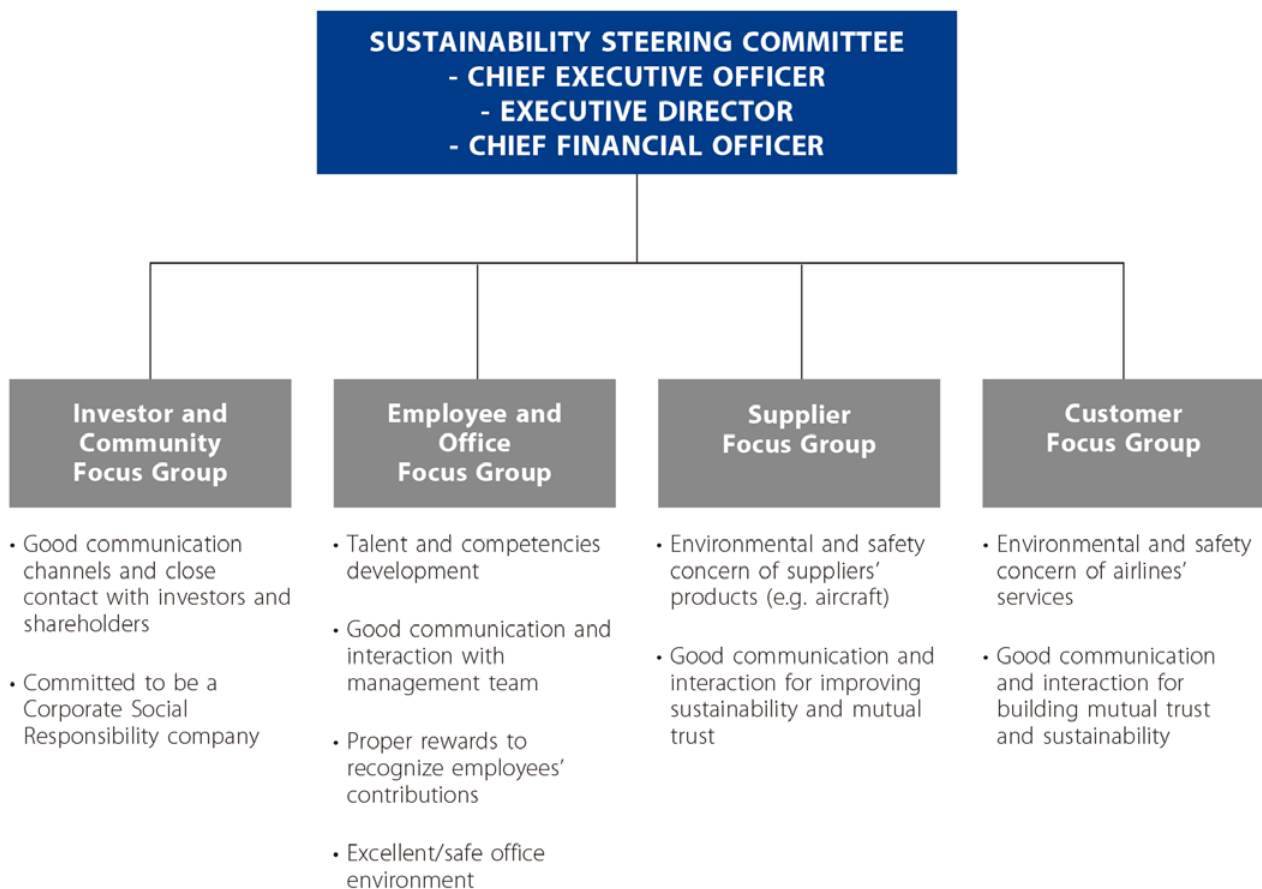 SUSTAINABILITY STEERING COMMITTEE
- CHIEF EXECUTIVE OFFICER
- EXECUTIVE DIRECTOR
- CHIEF FINANCIAL OFFICER
Investor and
Community
Focus Group
• Good communication
channels and close
contact with investors and
shareholders
• Committed to be a
Corporate Social
Responsibility company
Employee and
Office
Focus Group
• Talent and competencies
development
• Good communication and
interaction with
management team
• Proper rewards to
recognize employees’
contributions
• Excellent/safe office
environment
Supplier
Focus Group
• Environmental and safety
concern of suppliers’
products (e.g. aircraft)
• Good communication and
interaction for improving
sustainability and mutual
trust
Customer
Focus Group
• Environmental and safety
concern of airlines’
services
• Good communication
and interaction for
building mutual trust
and sustainability